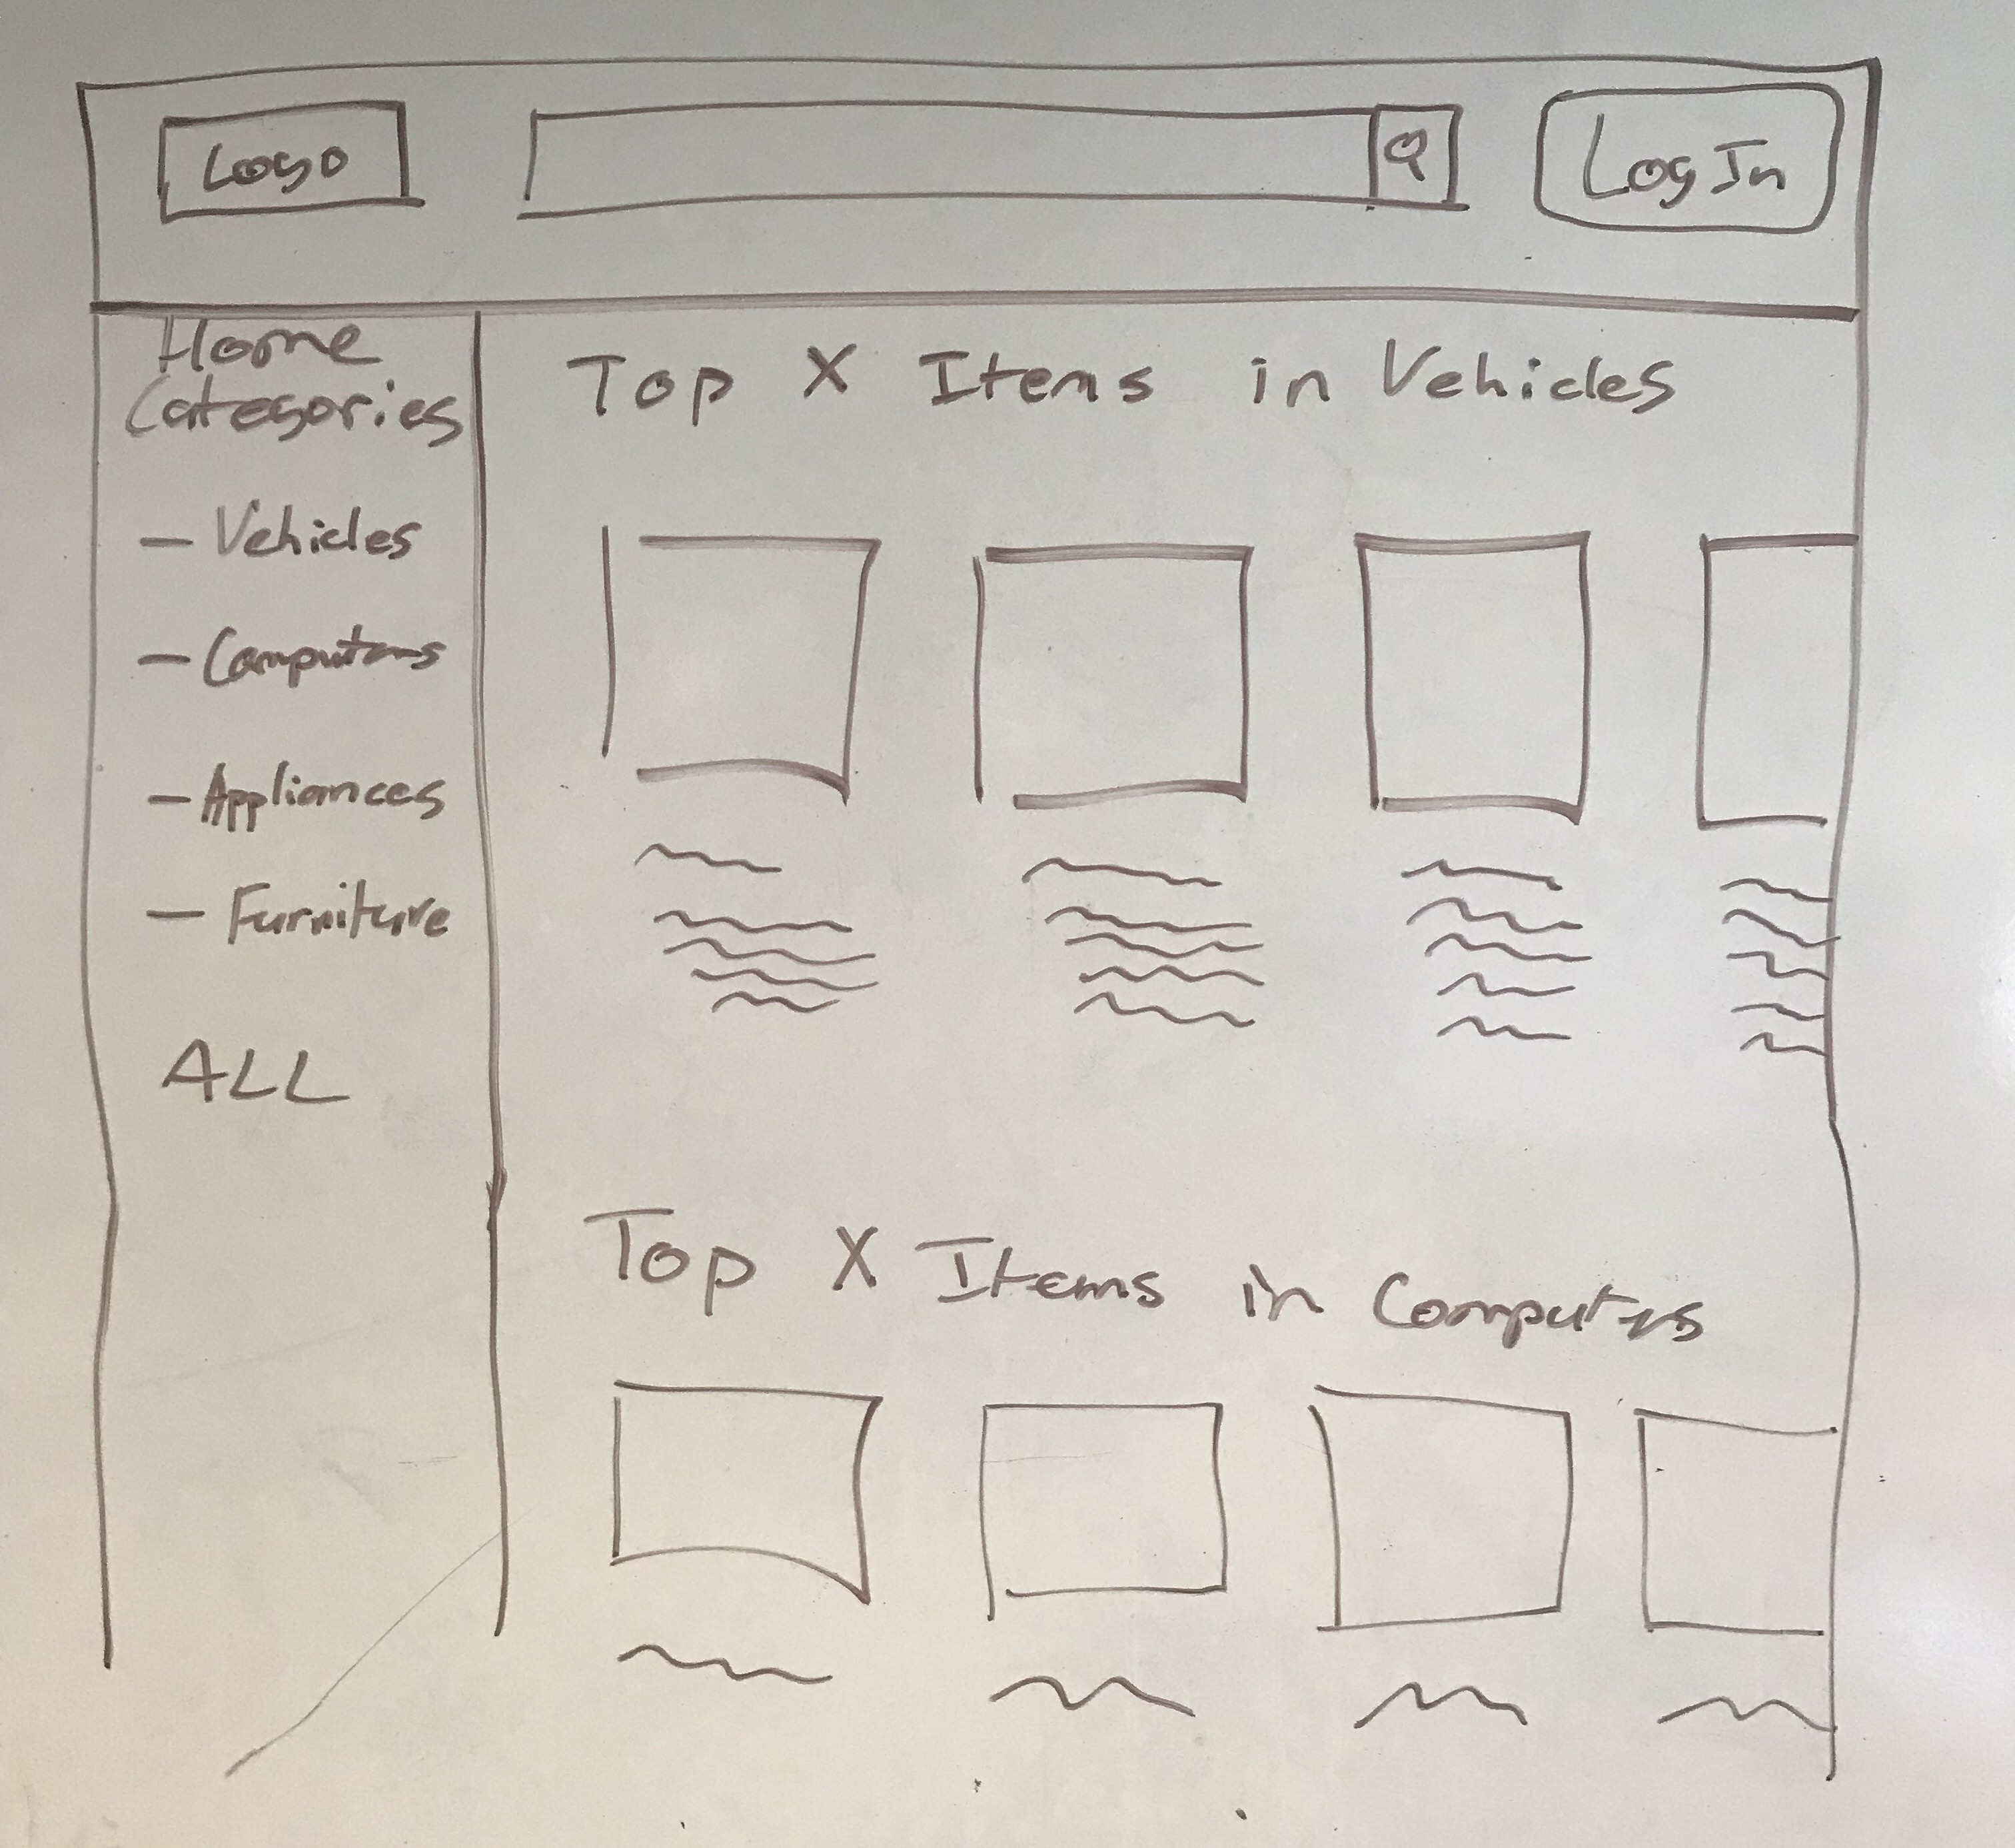 Logo
Log In
Home
Categories
- Vehicles
- Computers
- Appliances
- Furniture
ALL
Top X Items in Vehicles
Top X Items in Computers